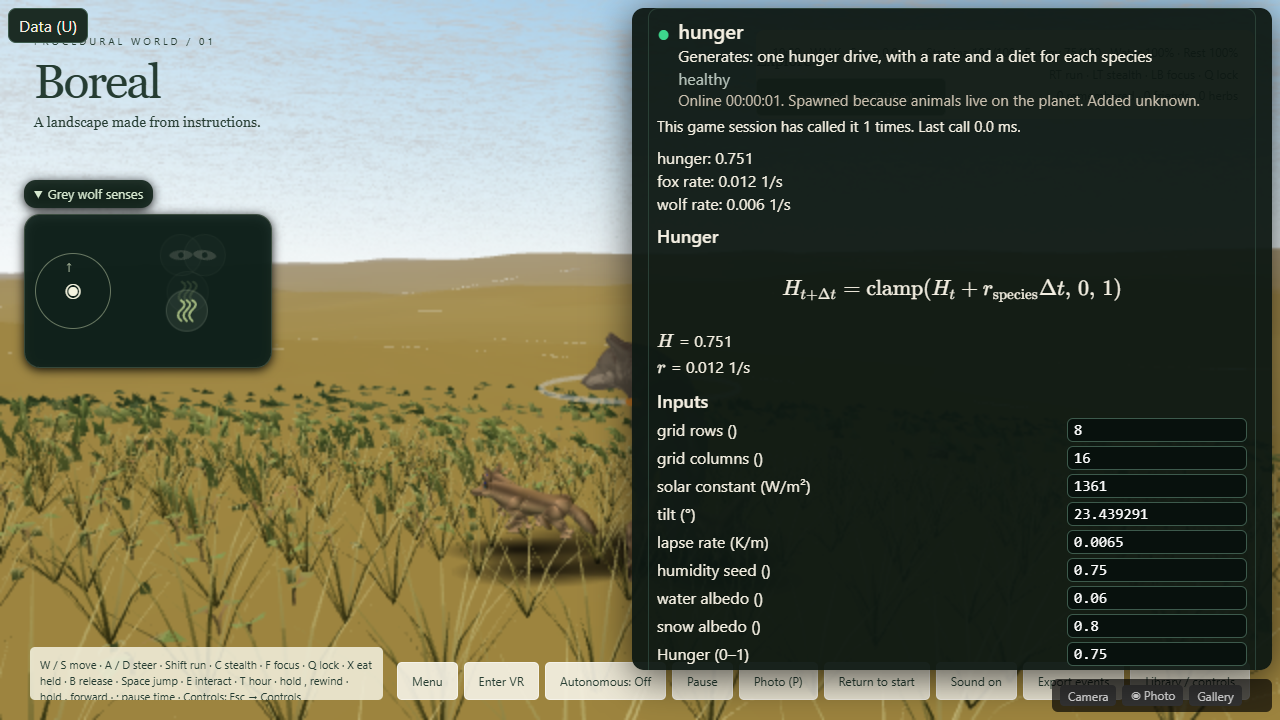 Data (U)
PROCEDURAL WORLD / 01
Boreal
A landscape made from instructions.
▼ Grey wolf senses
↑
hunger
Generates: one hunger drive, with a rate and a diet for each species
healthy
Online 00:00:01. Spawned because animals live on the planet. Added unknown.
This game session has called it 1 times. Last call 0.0 ms.
hunger: 0.751
fox rate: 0.012 1/s
wolf rate: 0.006 1/s
Hunger
H_{t+Δt} = clamp(H_t + r_{species}Δt, 0, 1)
H = 0.751
r = 0.012 1/s
Inputs
grid rows () 8
grid columns () 16
solar constant (W/m²) 1361
tilt (°) 23.439291
lapse rate (K/m) 0.0065
humidity seed () 0.75
water albedo () 0.06
snow albedo () 0.8
Hunger (0–1) 0.75
W / S move · A / D steer · Shift run · C stealth · F focus · Q lock · X eat
held · B release · Space jump · E interact · T hour · hold , rewind ·
hold . forward · ; pause time · Controls: Esc → Controls
Menu
Enter VR
Autonomous: Off
Pause
Photo (P)
Return to start
Sound on
Export events
Library / controls
Camera
◉ Photo
Gallery